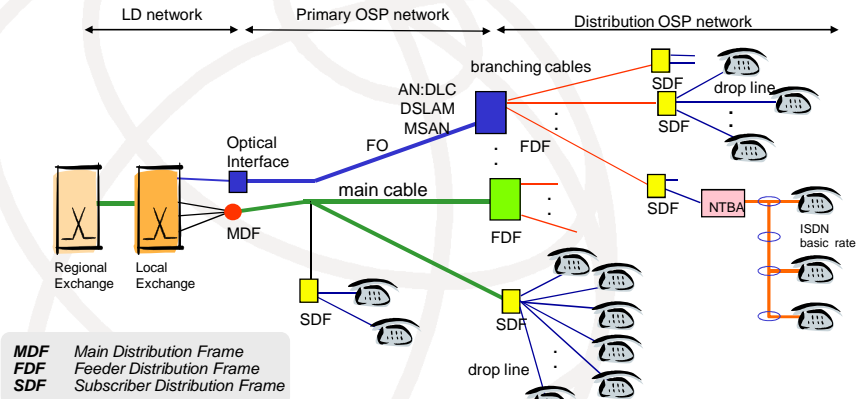 LD network
Primary OSP network
Distribution OSP network
branching cables
AN:DLC
DSLAM
MSAN
SDF
drop line
SDF
Optical
Interface
FO
FDF
main cable
SDF
NTBA
MDF
FDF
ISDN
basic rate
Regional
Exchange
Local
Exchange
SDF
SDF
drop line
MDF Main Distribution Frame
FDF Feeder Distribution Frame
SDF Subscriber Distribution Frame